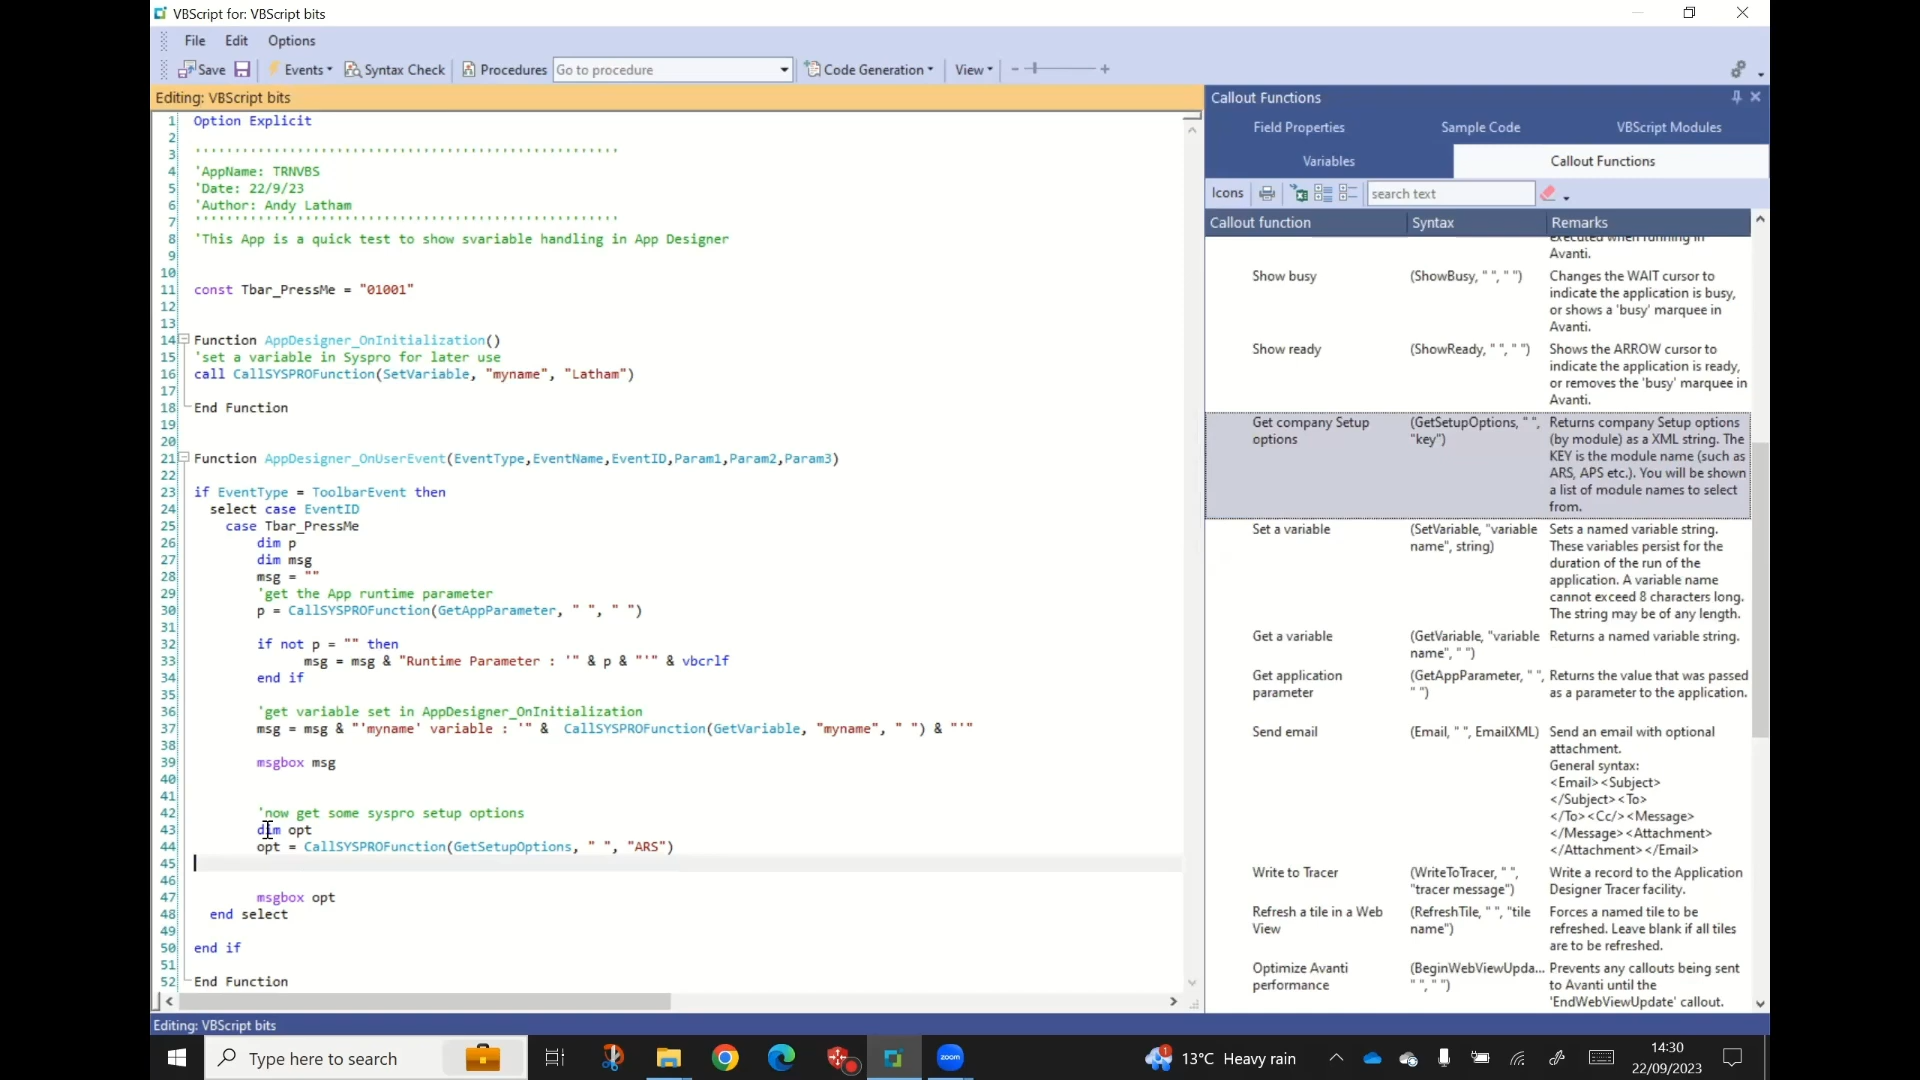 VBScript for: VBScript bits
File Edit Options
Save Events Syntax Check Procedures Go to procedure Code Generation View
Editing: VBScript bits
1 Option Explicit
2
3 '''''''''''''''''''''''''''''''''''''''''''''''''''''
4 'AppName: TRNVBS
5 'Date: 22/9/23
6 'Author: Andy Latham
7 '''''''''''''''''''''''''''''''''''''''''''''''''''''
8 'This App is a quick test to show svariable handling in App Designer
9
10
11 const Tbar_PressMe = "01001"
12
13
14 Function AppDesigner_OnInitialization()
15 'set a variable in Syspro for later use
16 call CallSYSPROFunction(SetVariable, "myname", "Latham")
17
18 End Function
19
20
21 Function AppDesigner_OnUserEvent(EventType,EventName,EventID,Param1,Param2,Param3)
22
23 if EventType = ToolbarEvent then
24 select case EventID
25 case Tbar_PressMe
26 dim p
27 dim msg
28 msg = ""
29 'get the App runtime parameter
30 p = CallSYSPROFunction(GetAppParameter, " ", " ")
31
32 if not p = "" then
33 msg = msg & "Runtime Parameter : '" & p & "'" & vbcrlf
34 end if
35
36 'get variable set in AppDesigner_OnInitialization
37 msg = msg & "'myname' variable : '" & CallSYSPROFunction(GetVariable, "myname", " ") & "'"
38
39 msgbox msg
40
41
42 'now get some syspro setup options
43 dim opt
44 opt = CallSYSPROFunction(GetSetupOptions, " ", "ARS")
45
46
47 msgbox opt
48 end select
49
50 end if
51
52 End Function
Callout Functions
Field Properties Sample Code VBScript Modules
Variables Callout Functions
Icons search text
Callout function Syntax Remarks
executed when running in
Avanti.
Show busy (ShowBusy, " ", " ") Changes the WAIT cursor to
indicate the application is busy,
or shows a 'busy' marquee in
Avanti.
Show ready (ShowReady, " ", " ") Shows the ARROW cursor to
indicate the application is ready,
or removes the 'busy' marquee in
Avanti.
Get company Setup (GetSetupOptions, " ", Returns company Setup options
options "key") (by module) as a XML string. The
KEY is the module name (such as
ARS, APS etc.). You will be shown
a list of module names to select
from.
Set a variable (SetVariable, "variable Sets a named variable string.
name", string) These variables persist for the
duration of the run of the
application. A variable name
cannot exceed 8 characters long.
The string may be of any length.
Get a variable (GetVariable, "variable Returns a named variable string.
name", " ")
Get application (GetAppParameter, " ", Returns the value that was passed
parameter " ") as a parameter to the application.
Send email (Email, " ", EmailXML) Send an email with optional
attachment.
General syntax:
<Email><Subject>
</Subject><To>
</To><Cc/><Message>
</Message><Attachment>
</Attachment></Email>
Write to Tracer (WriteToTracer, " ", Write a record to the Application
"tracer message") Designer Tracer facility.
Refresh a tile in a Web (RefreshTile, " ", "tile Forces a named tile to be
View name") refreshed. Leave blank if all tiles
are to be refreshed.
Optimize Avanti (BeginWebViewUpda... Prevents any callouts being sent
performance " ", " ") to Avanti until the
'EndWebViewUpdate' callout.
Editing: VBScript bits
Type here to search zoom 1 13°C Heavy rain 14:30
22/09/2023